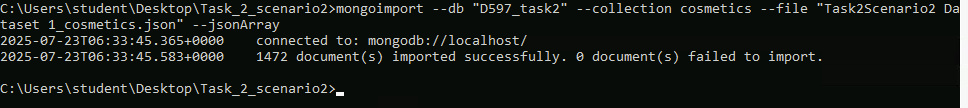 C:\Users\student\Desktop\Task_2_scenario2>mongoimport --db "D597_task2" --collection cosmetics --file "Task2Scenario2 Da
taset 1_cosmetics.json" --jsonArray
2025-07-23T06:33:45.365+0000    connected to: mongodb://localhost/
2025-07-23T06:33:45.583+0000    1472 document(s) imported successfully. 0 document(s) failed to import.
C:\Users\student\Desktop\Task_2_scenario2>